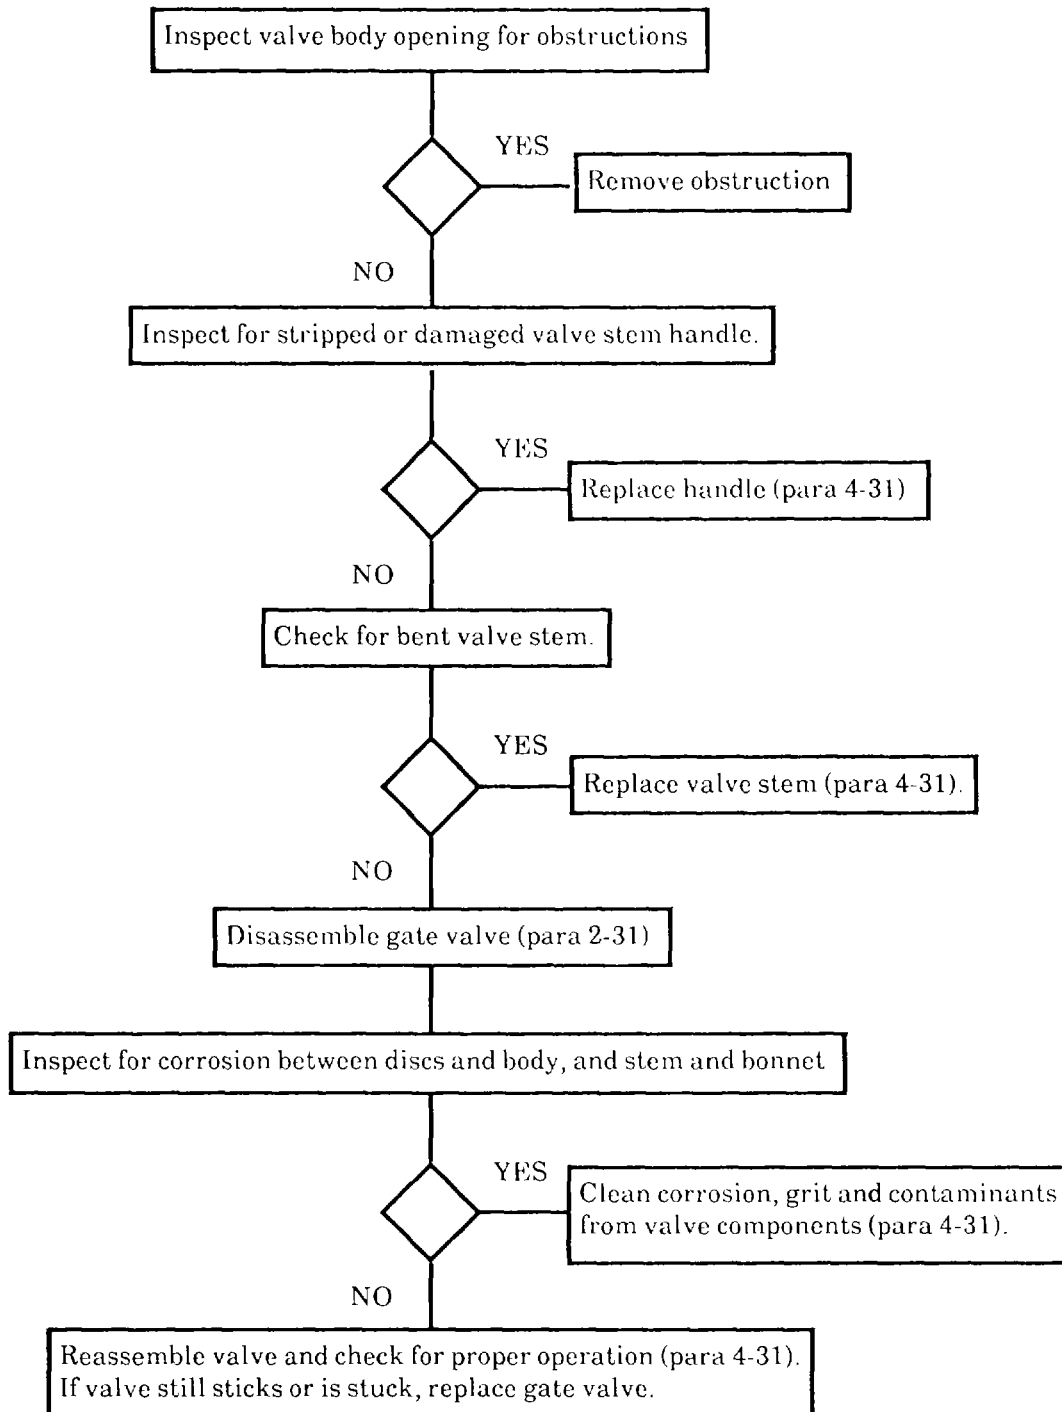 Inspect valve body opening for obstructions
YES
Remove obstruction
NO
Inspect for stripped or damaged valve stem handle.
YES
Replace handle (para 4-31)
NO
Check for bent valve stem.
YES
Replace valve stem (para 4-31).
NO
Disassemble gate valve (para 2-31)
Inspect for corrosion between discs and body, and stem and bonnet
YES
Clean corrosion, grit and contaminants
from valve components (para 4-31).
NO
Reassemble valve and check for proper operation (para 4-31).
If valve still sticks or is stuck, replace gate valve.